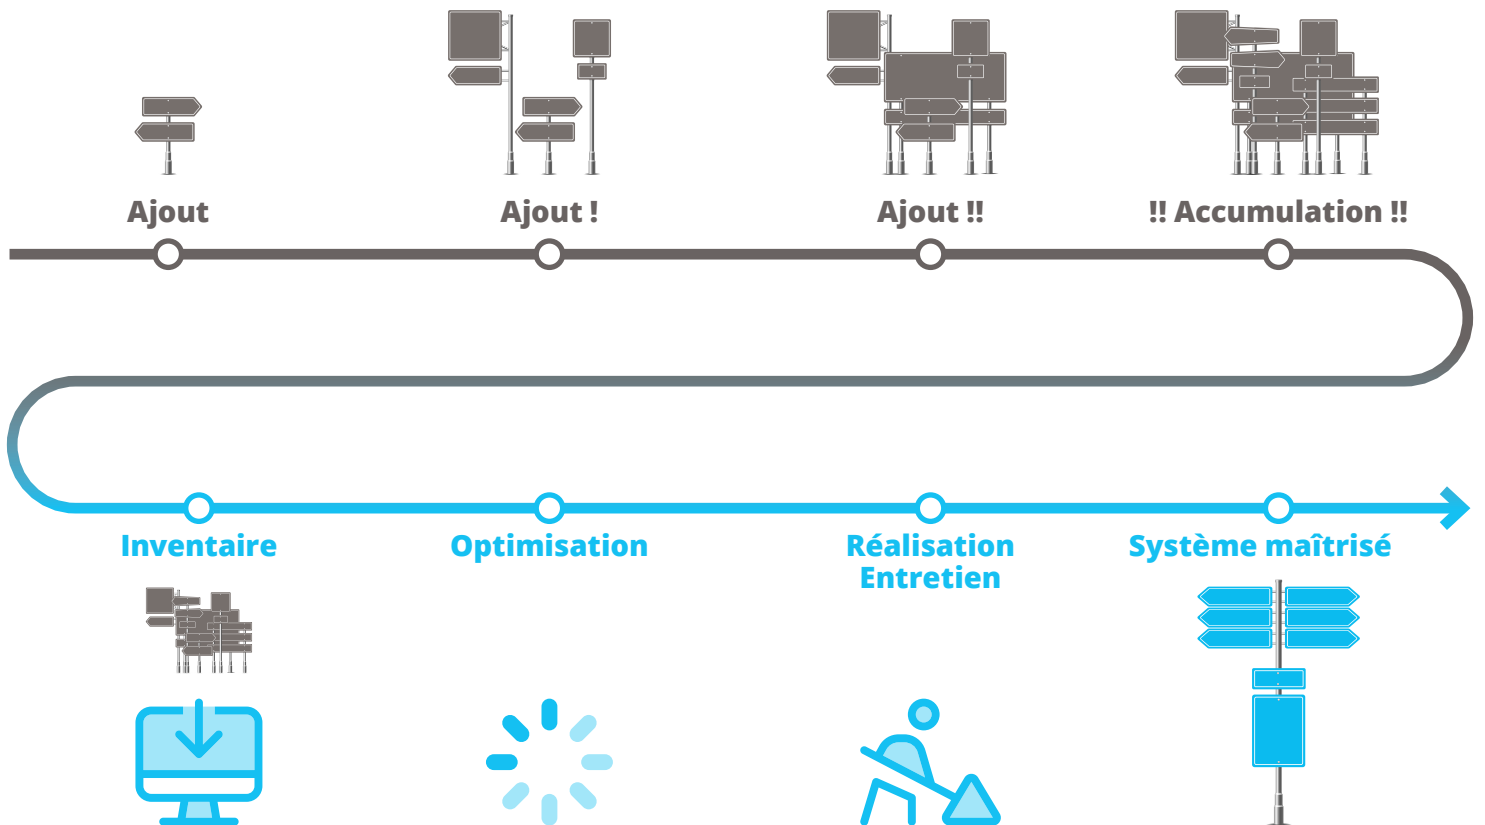 Ajout
Ajout !
Ajout !!
!! Accumulation !!
Inventaire
Optimisation
Réalisation
Entretien
Système maîtrisé